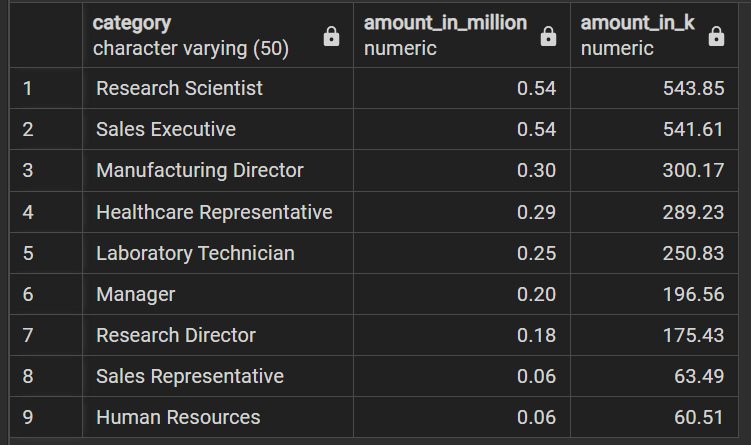 category amount_in_million amount_in_k
character varying (50) numeric numeric
1 Research Scientist 0.54 543.85
2 Sales Executive 0.54 541.61
3 Manufacturing Director 0.30 300.17
4 Healthcare Representative 0.29 289.23
5 Laboratory Technician 0.25 250.83
6 Manager 0.20 196.56
7 Research Director 0.18 175.43
8 Sales Representative 0.06 63.49
9 Human Resources 0.06 60.51